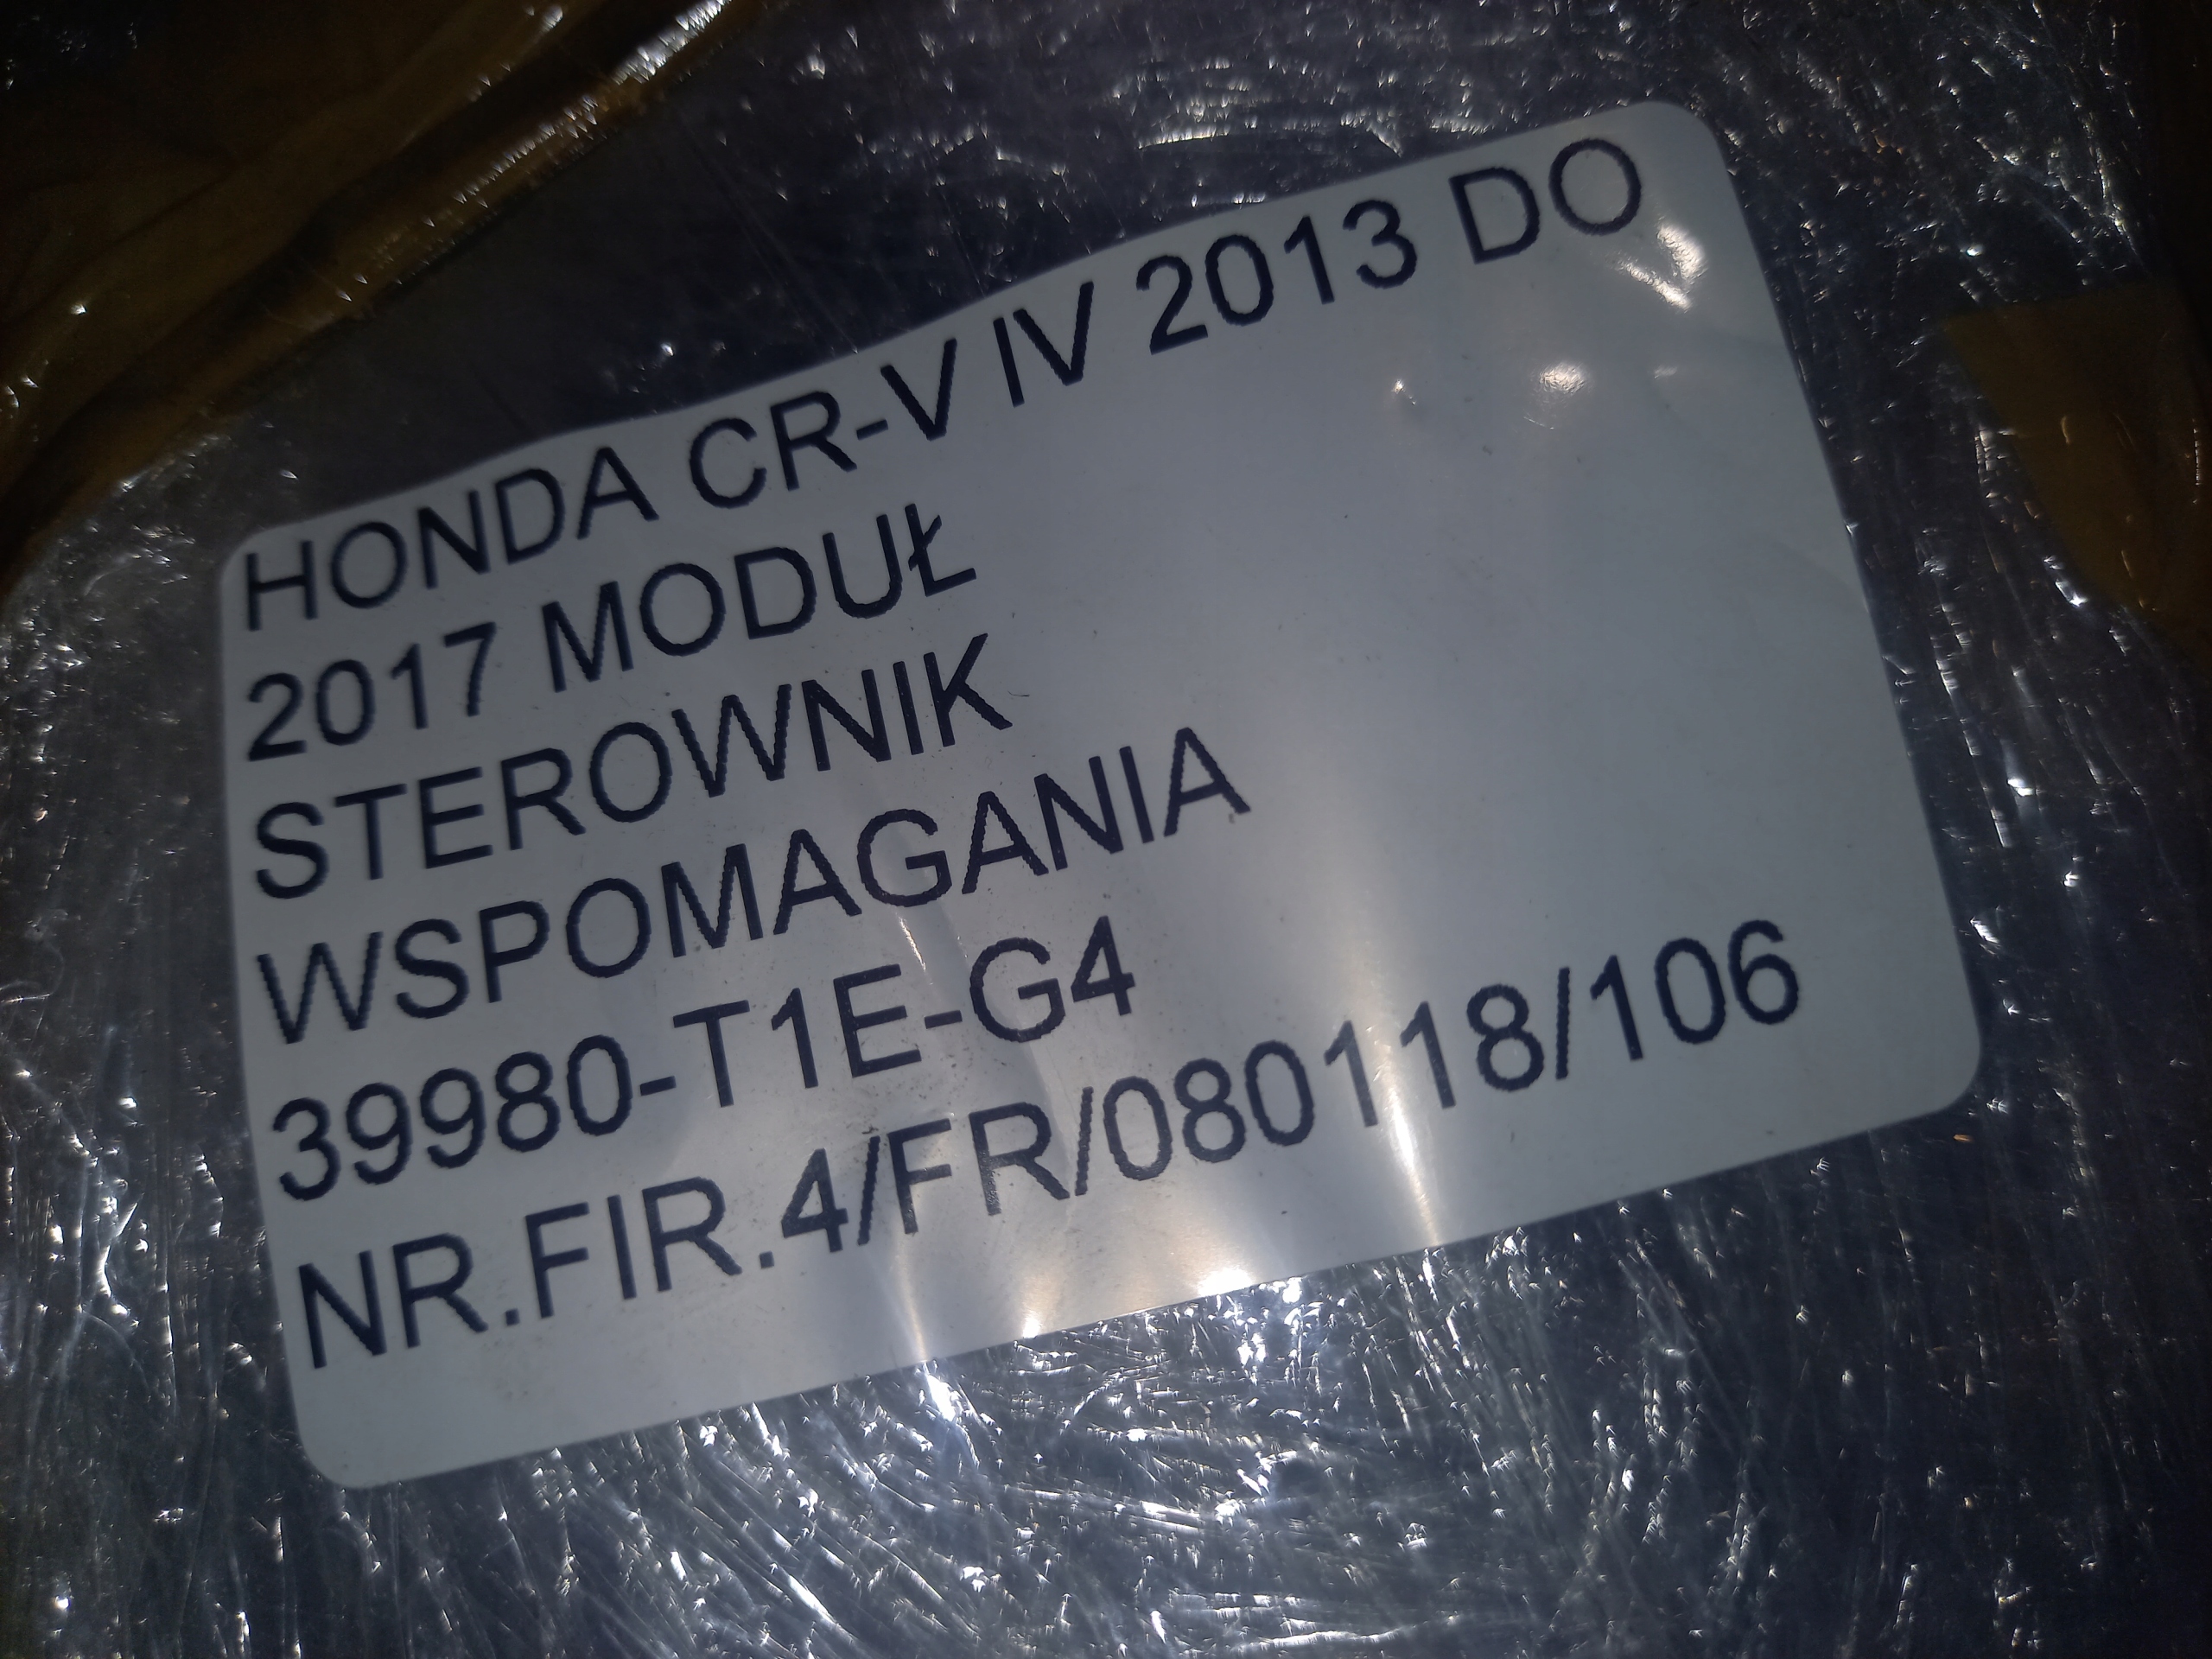 HONDA CR-V IV 2013 DO
2017 MODUŁ
STEROWNIK
WSPOMAGANIA
39980-T1E-G4
NR.FIR.4/FR/080118/106